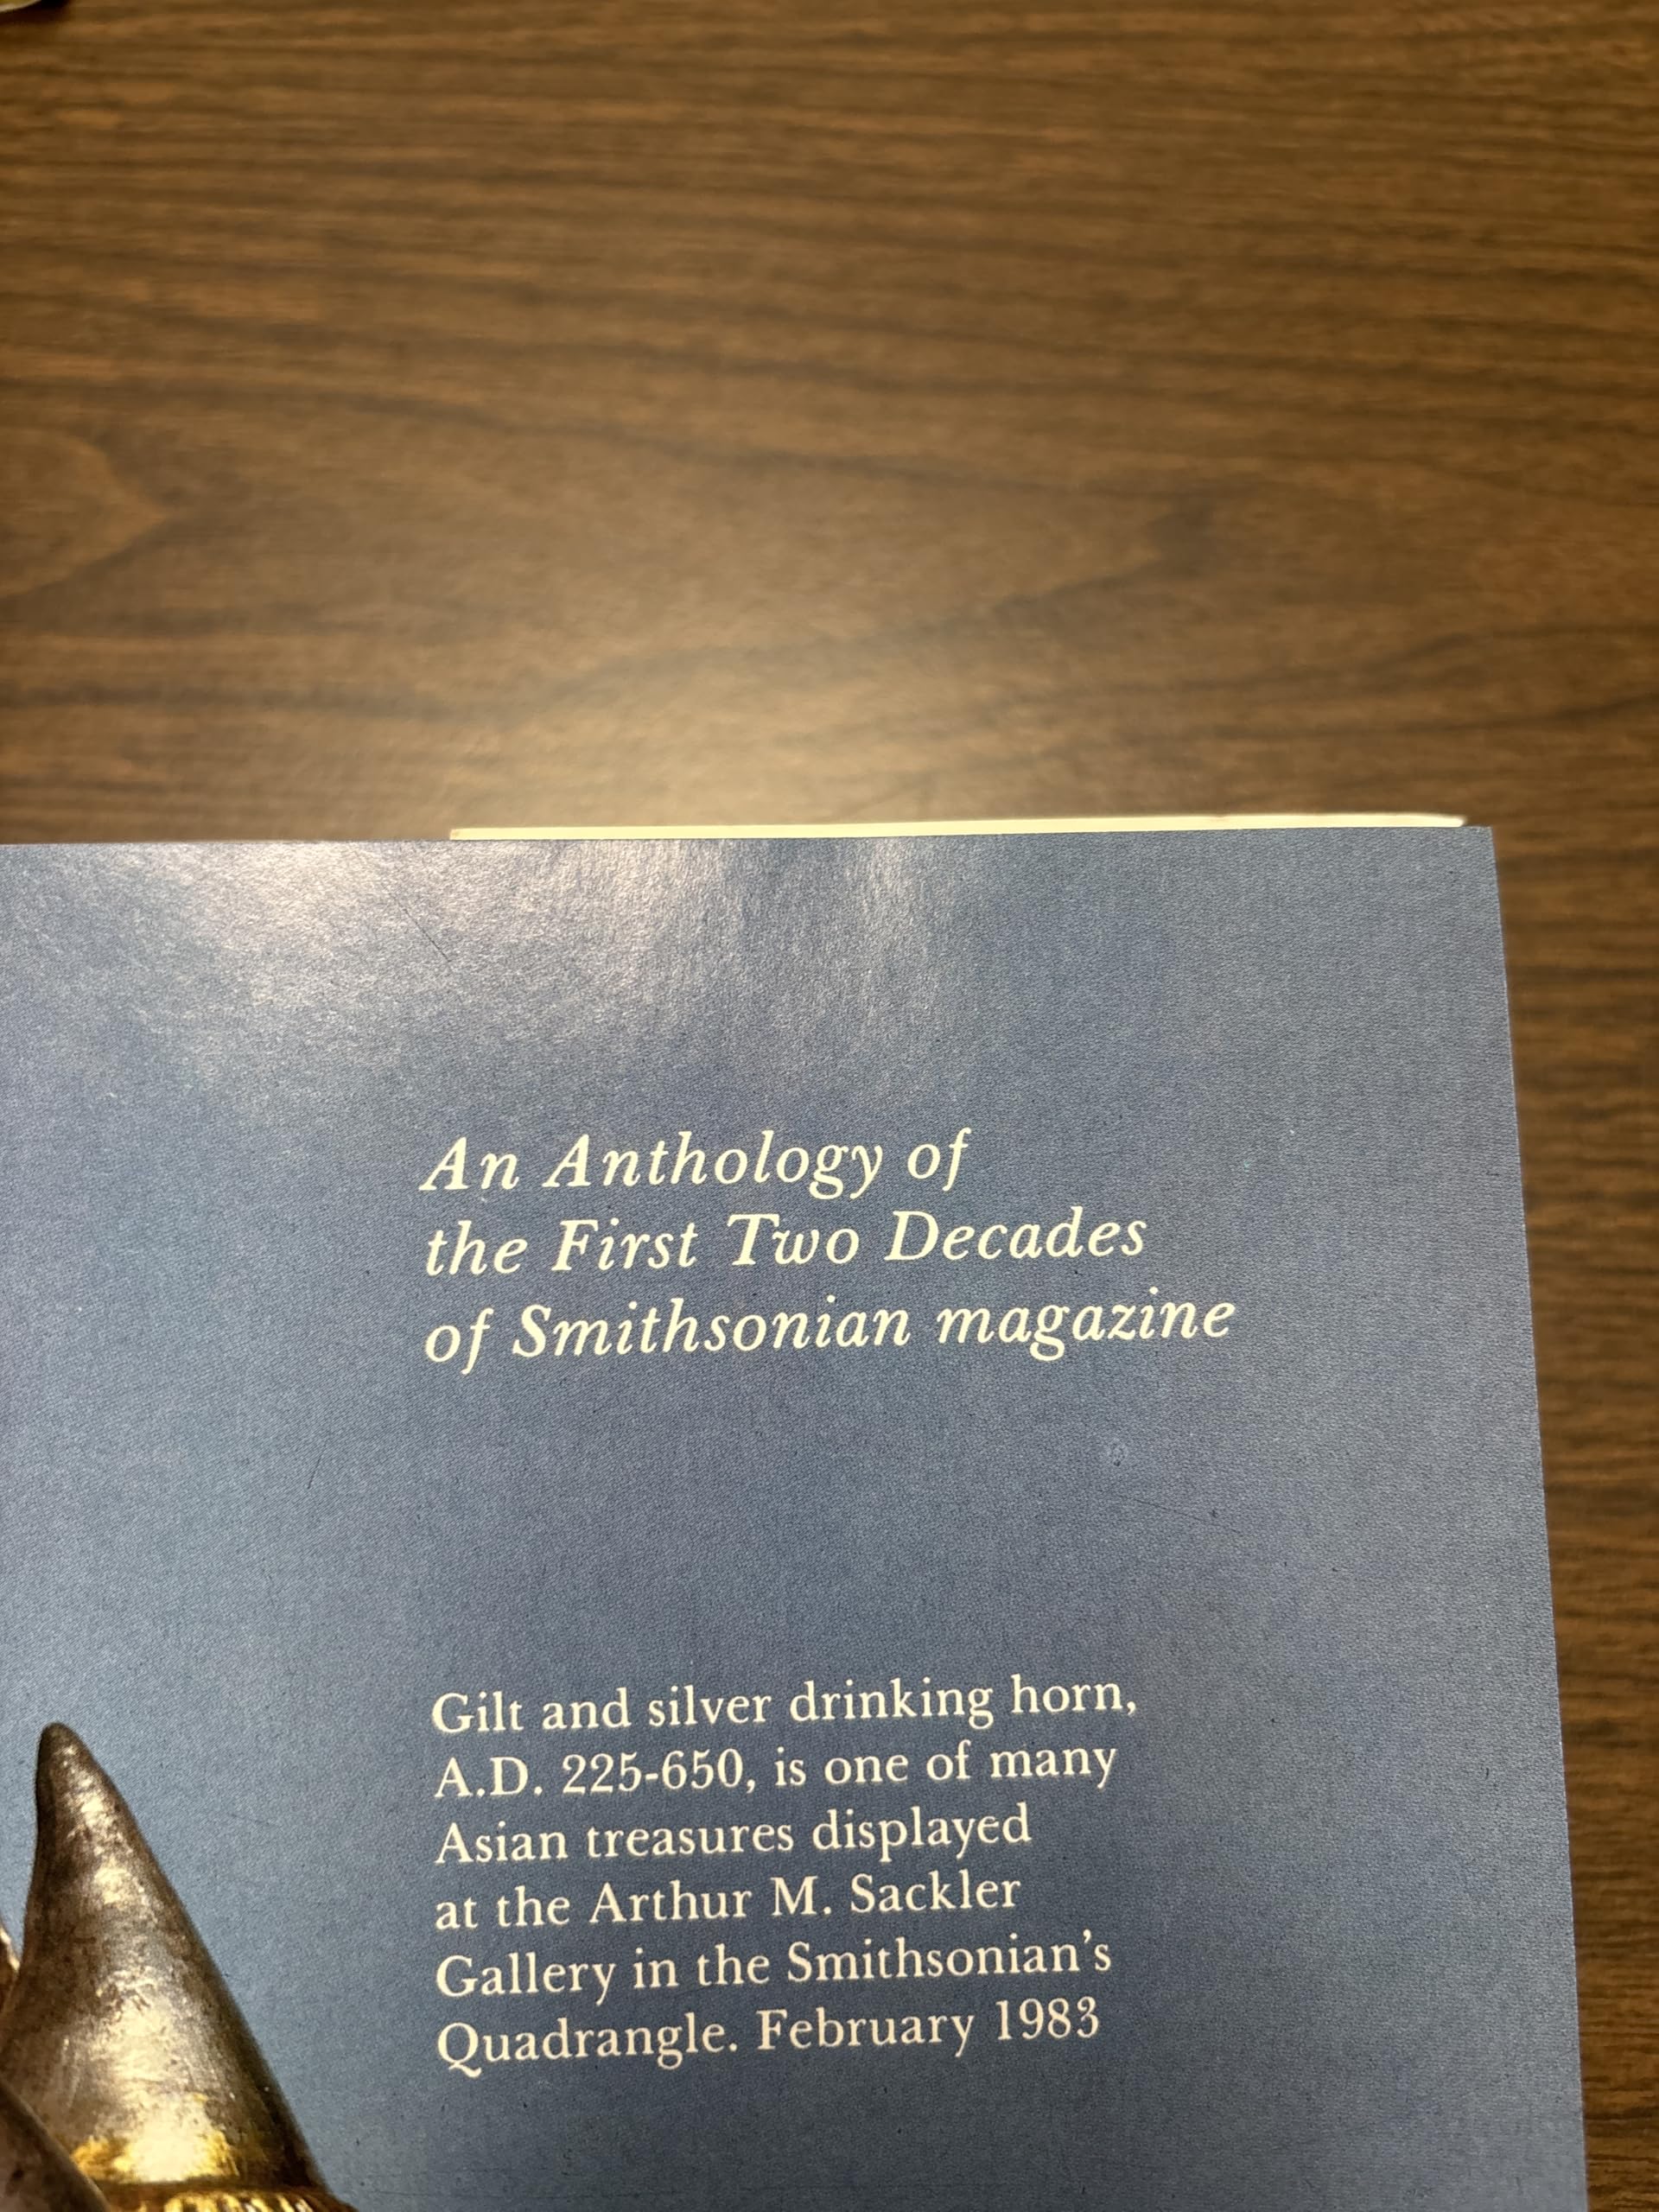 An Anthology of
the First Two Decades
of Smithsonian magazine
Gilt and silver drinking horn,
A.D. 225-650, is one of many
Asian treasures displayed
at the Arthur M. Sackler
Gallery in the Smithsonian's
Quadrangle. February 1983